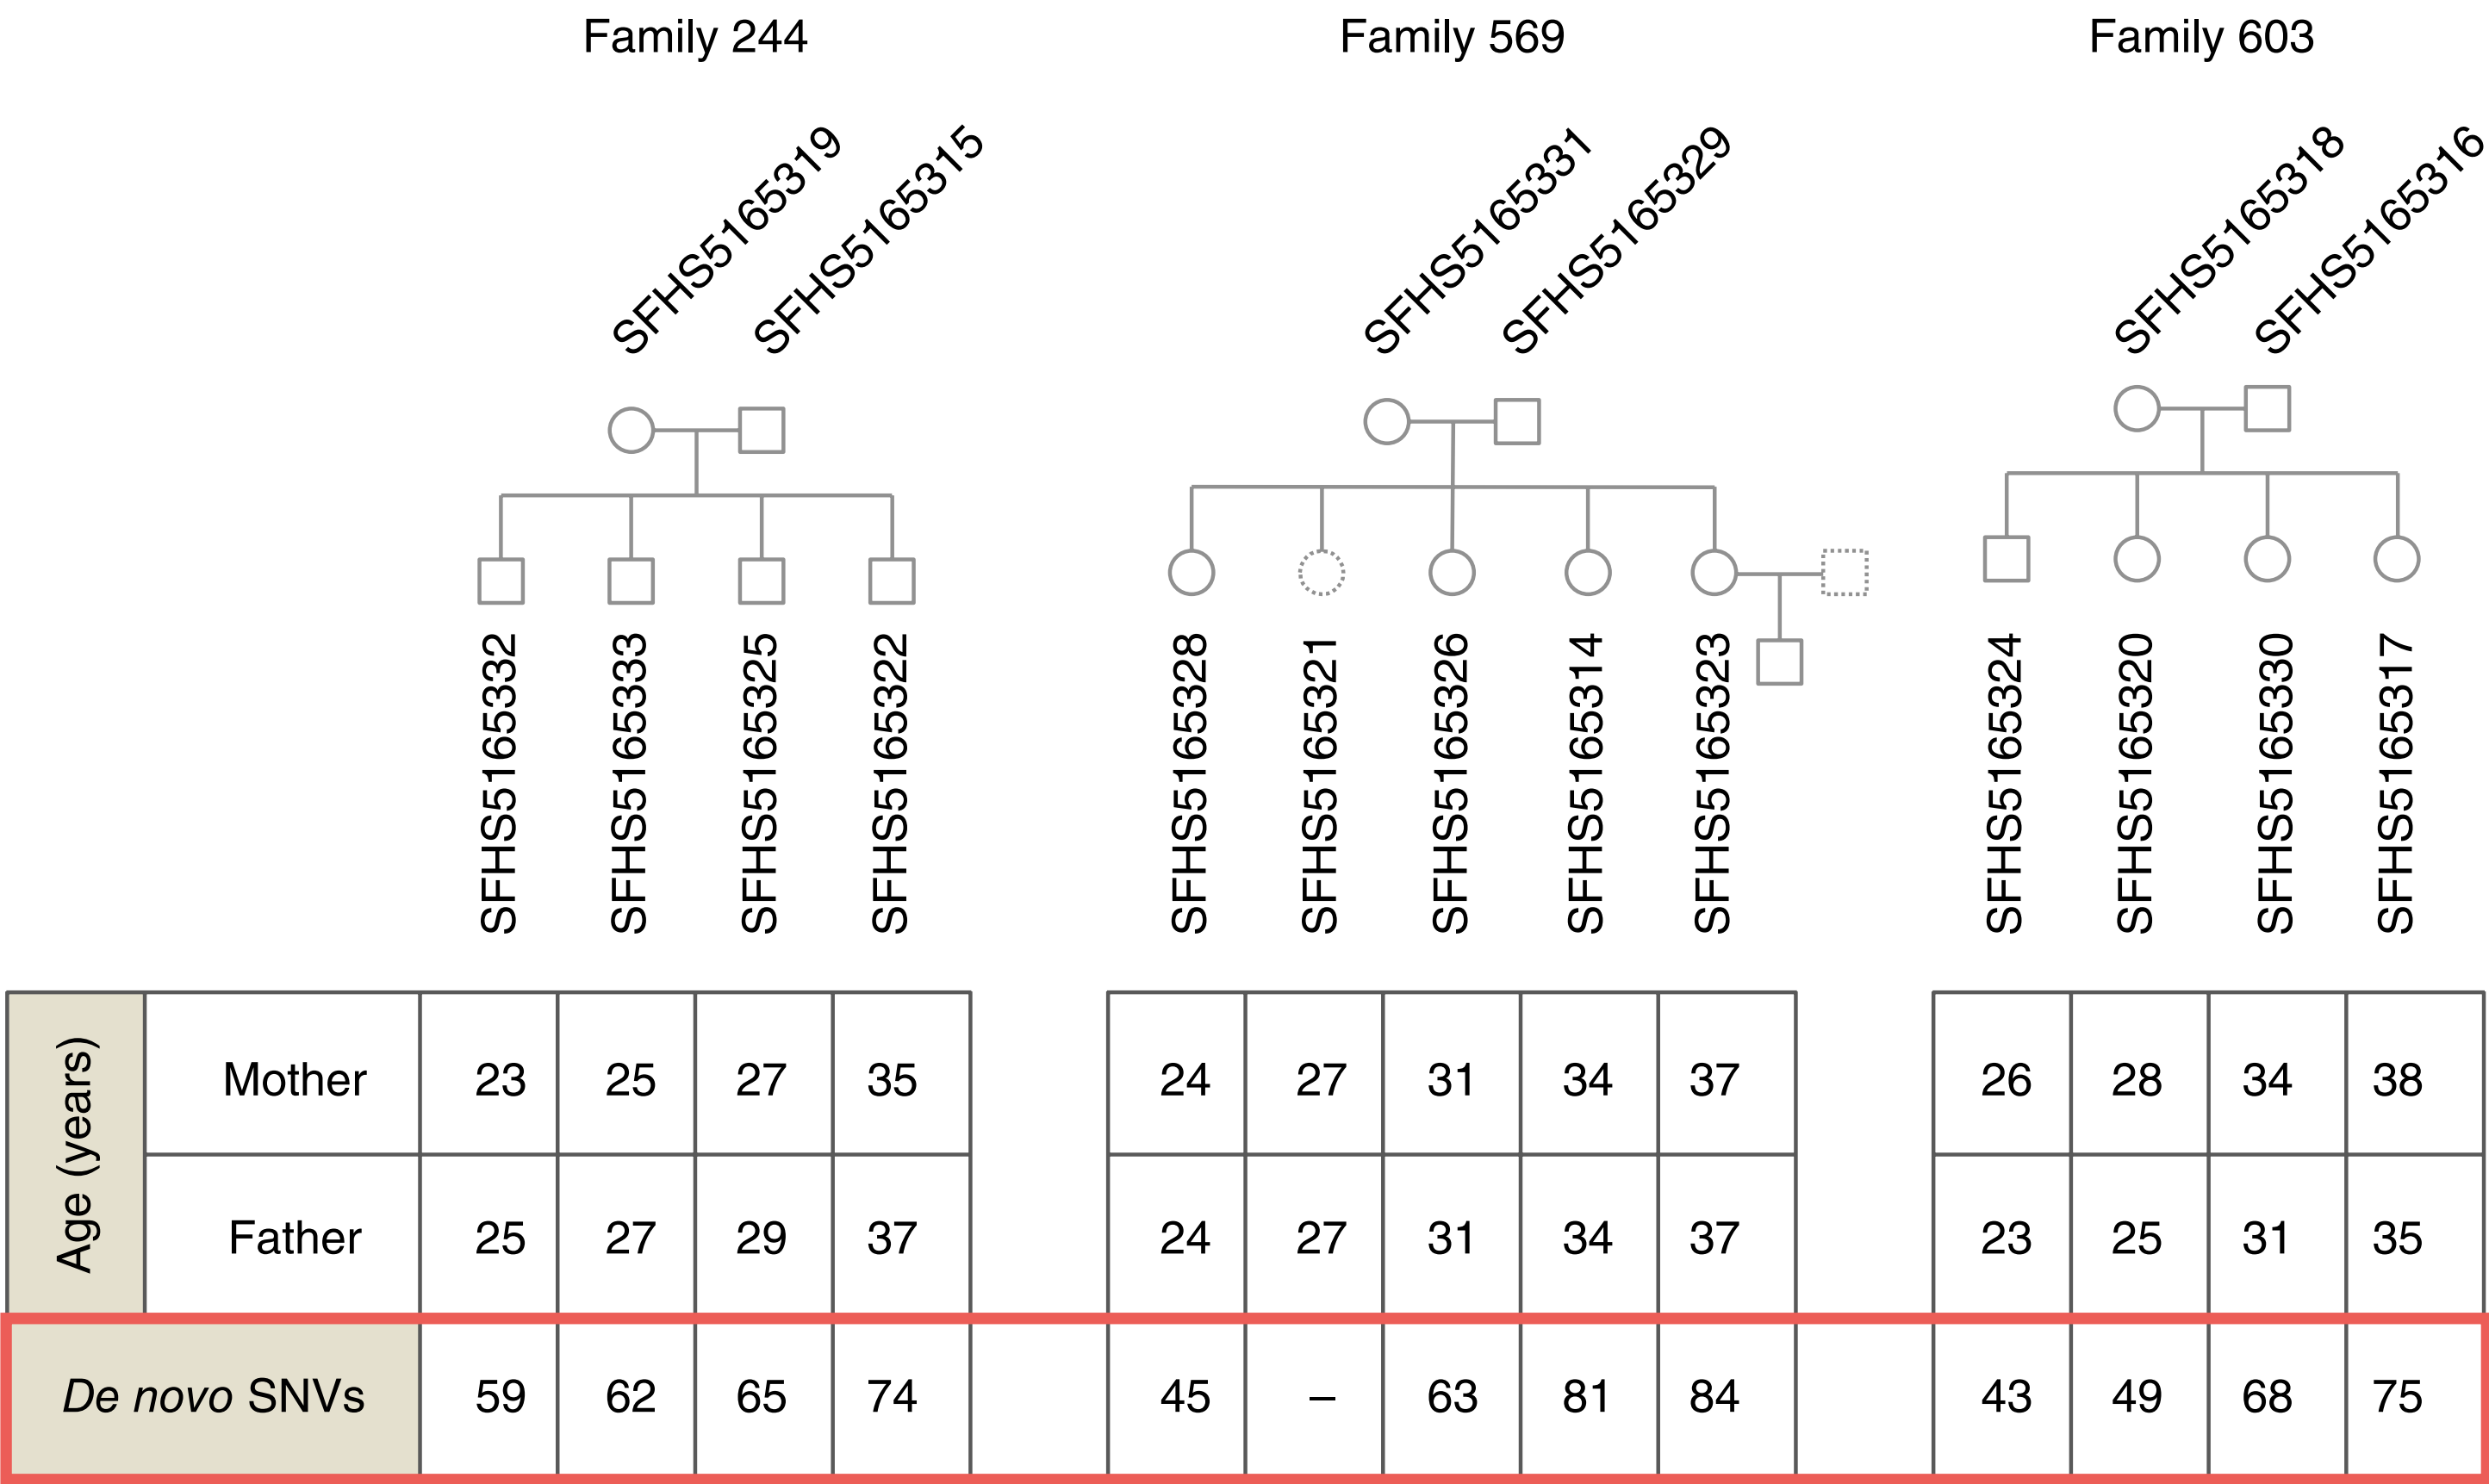 Family 244
Family 569
Family 603
SFHS5165319
SFHS5165315
SFHS5165331
SFHS5165329
SFHS5165318
SFHS5165316
SFHS5165332
SFHS5165333
SFHS5165325
SFHS5165322
SFHS5165328
SFHS5165321
SFHS5165326
SFHS5165314
SFHS5165323
SFHS5165324
SFHS5165320
SFHS5165330
SFHS5165317
Age (years)
Mother 23 25 27 35 24 27 31 34 37 26 28 34 38
Father 25 27 29 37 24 27 31 34 37 23 25 31 35
De novo SNVs 59 62 65 74 45 – 63 81 84 43 49 68 75